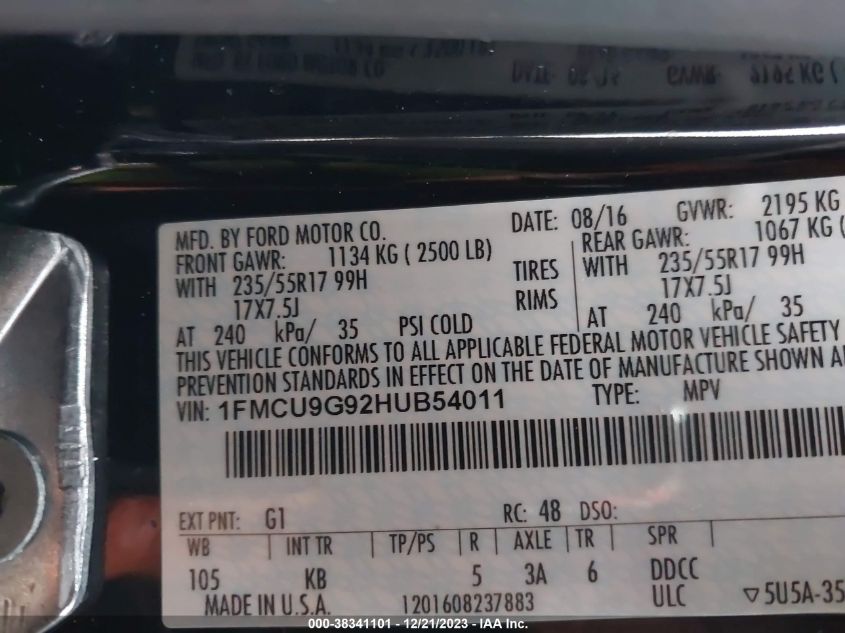 MFD. BY FORD MOTOR CO. DATE: 08/16 GVWR: 2195 KG
FRONT GAWR: 1134 KG ( 2500 LB) REAR GAWR: 1067 KG (
WITH 235/55R17 99H TIRES WITH 235/55R17 99H
17X7.5J RIMS 17X7.5J
AT 240 kPa/ 35 PSI COLD AT 240 kPa/ 35
THIS VEHICLE CONFORMS TO ALL APPLICABLE FEDERAL MOTOR VEHICLE SAFETY
PREVENTION STANDARDS IN EFFECT ON THE DATE OF MANUFACTURE SHOWN
VIN: 1FMCU9G92HUB54011 TYPE: MPV
EXT PNT: G1 RC: 48 DSO:
WB INT TR TP/PS R AXLE TR SPR
105 KB 5 3A 6 DDCC
MADE IN U.S.A. 1201608237883 ULC ▽5U5A-35
000-38341101 - 12/21/2023 - IAA Inc.